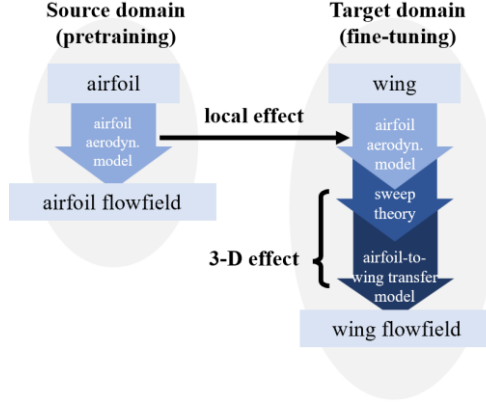 Source domain
(pretraining)
airfoil
airfoil
aerodyn.
model
airfoil flowfield
local effect
3-D effect
Target domain
(fine-tuning)
wing
airfoil
aerodyn.
model
sweep
theory
airfoil-to-
wing transfer
model
wing flowfield